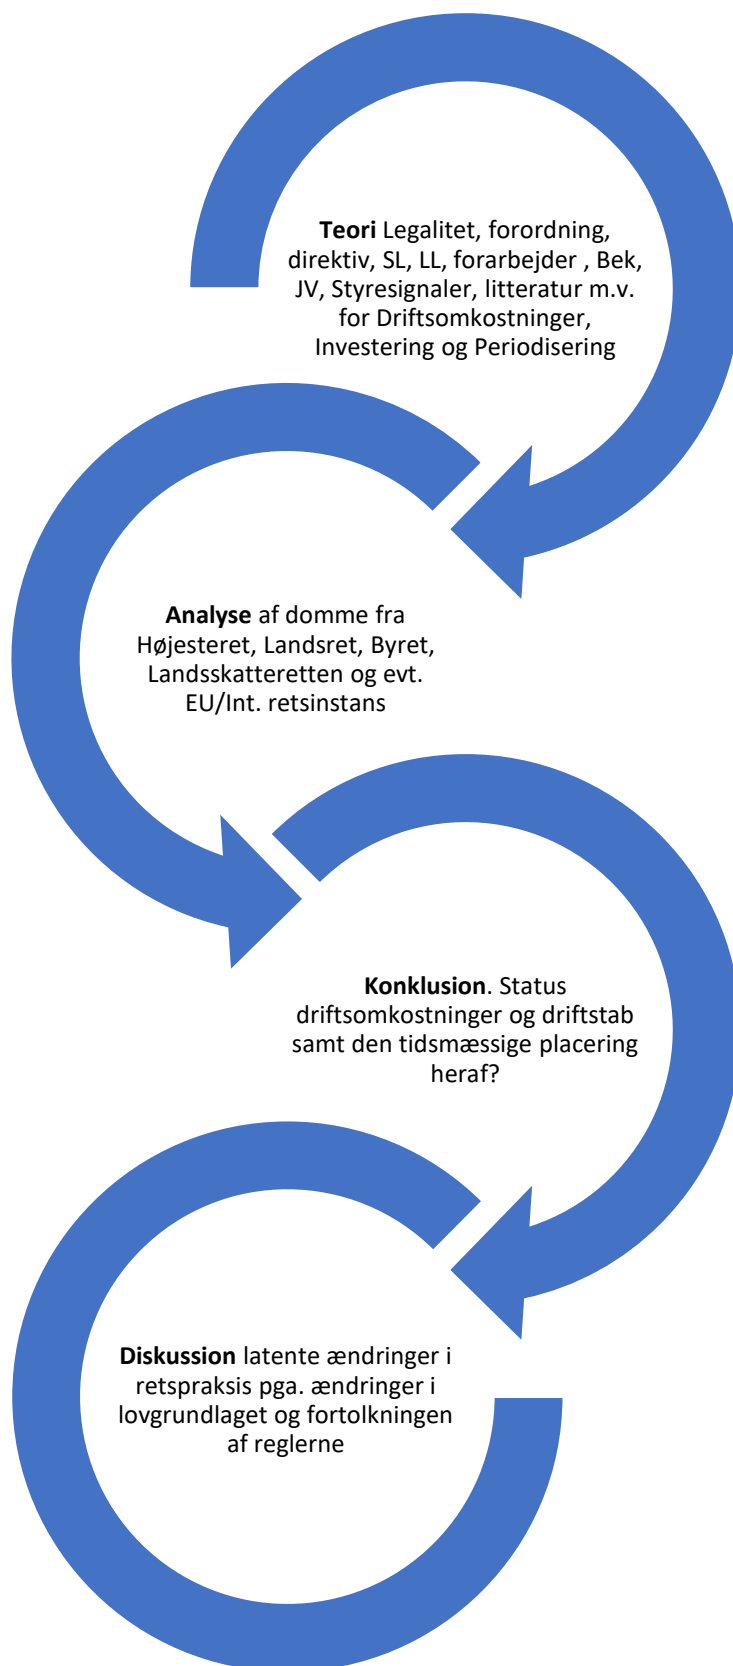 Teori Legalitet, forordning,
direktiv, SL, LL, forarbejder , Bek,
JV, Styresignaler, litteratur m.v.
for Driftsomkostninger,
Investering og Periodisering
Analyse af domme fra
Højesteret, Landsret, Byret,
Landsskatteretten og evt.
EU/Int. retsinstans
Konklusion. Status
driftsomkostninger og driftstab
samt den tidsmæssige placering
heraf?
Diskussion latente ændringer i
retspraksis pga. ændringer i
lovgrundlaget og fortolkningen
af reglerne